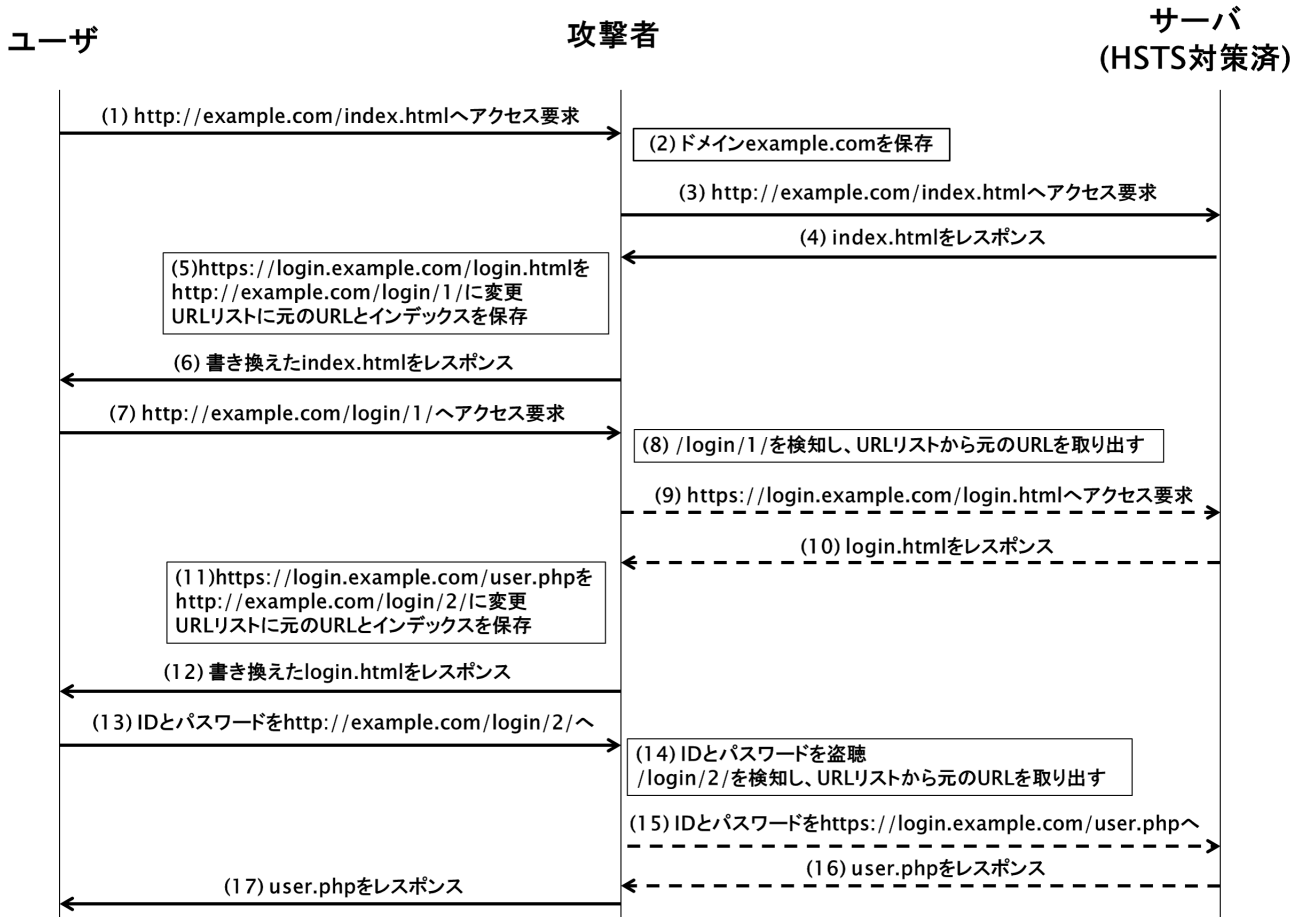 ユーザ
攻撃者
サーバ
(HSTS対策済)
(1) http://example.com/index.htmlへアクセス要求
(2) ドメインexample.comを保存
(3) http://example.com/index.htmlへアクセス要求
(4) index.htmlをレスポンス
(5)https://login.example.com/login.htmlを
http://example.com/login/1/に変更
URLリストに元のURLとインデックスを保存
(6) 書き換えたindex.htmlをレスポンス
(7) http://example.com/login/1/へアクセス要求
(8) /login/1/を検知し、URLリストから元のURLを取り出す
(9) https://login.example.com/login.htmlへアクセス要求
(10) login.htmlをレスポンス
(11)https://login.example.com/user.phpを
http://example.com/login/2/に変更
URLリストに元のURLとインデックスを保存
(12) 書き換えたlogin.htmlをレスポンス
(13) IDとパスワードをhttp://example.com/login/2/へ
(14) IDとパスワードを盗聴
/login/2/を検知し、URLリストから元のURLを取り出す
(15) IDとパスワードをhttps://login.example.com/user.phpへ
(16) user.phpをレスポンス
(17) user.phpをレスポンス